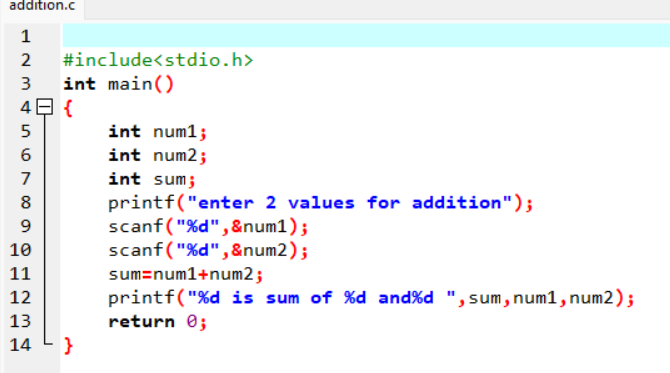 addition.c
1
2 #include<stdio.h>
3 int main()
4 {
5 int num1;
6 int num2;
7 int sum;
8 printf("enter 2 values for addition");
9 scanf("%d",&num1);
10 scanf("%d",&num2);
11 sum=num1+num2;
12 printf("%d is sum of %d and%d ",sum,num1,num2);
13 return 0;
14 }